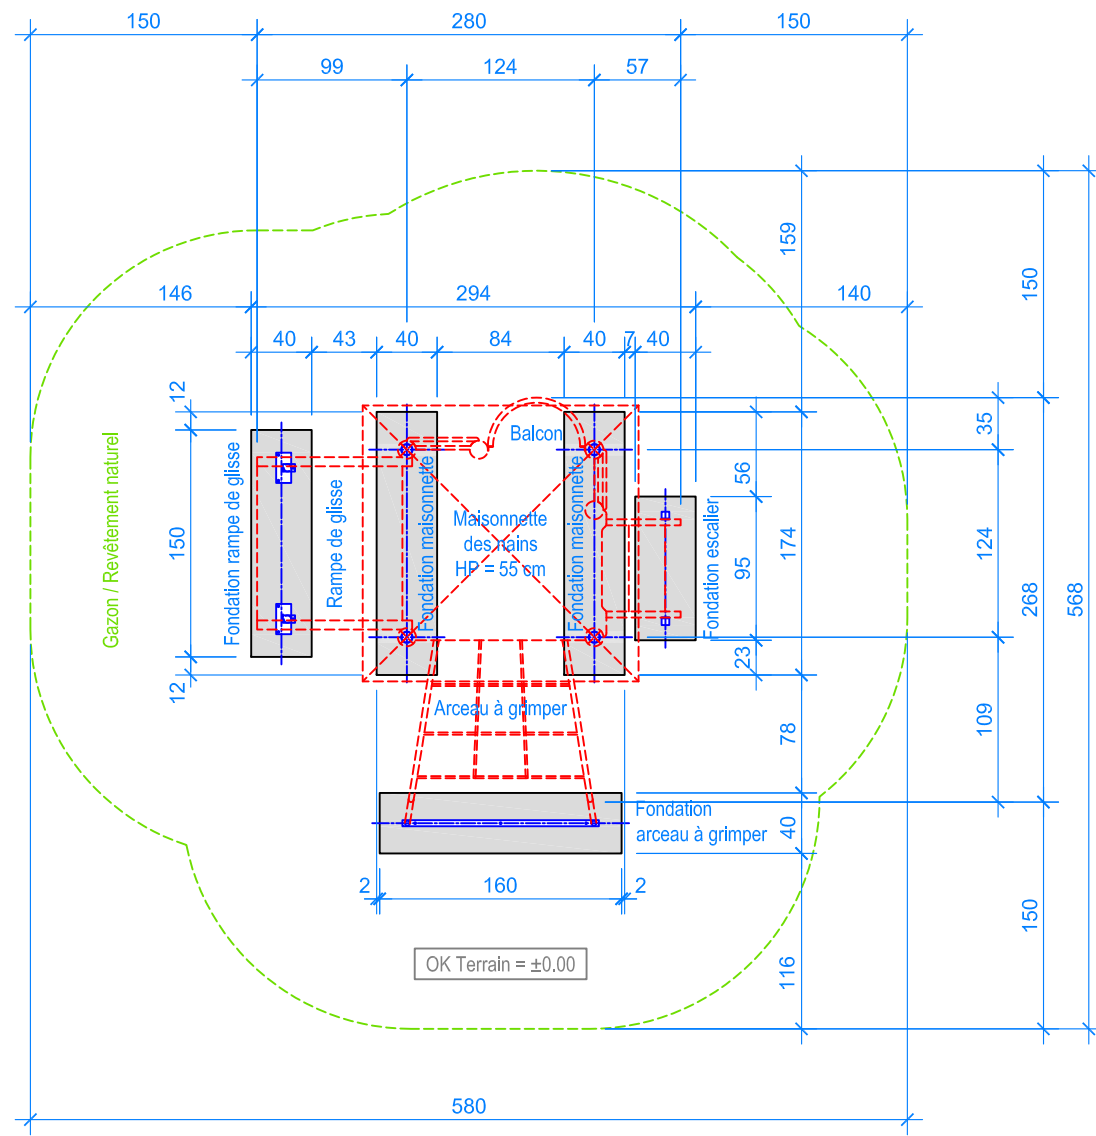 150
280
150
99
124
57
146
294
140
40
43
40
84
40
7
40
12
150
12
Gazon / Revêtement naturel
Fondation rampe de glisse
Rampe de glisse
Fondation maisonnette
Balcon
Maisonnette
des nains
HP = 55 cm
Fondation maisonnette
Fondation escalier
56
95
23
159
174
78
40
116
35
124
109
150
268
150
568
Arceau à grimper
Fondation
arceau à grimper
2
160
2
OK Terrain = ±0.00
580